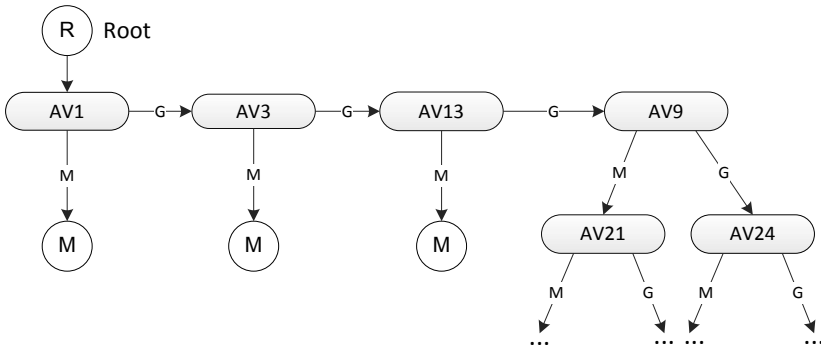 R Root
AV1 G AV3 G AV13 G AV9
M M M M G
M M M AV21 AV24
M G M G
... ... ... ...